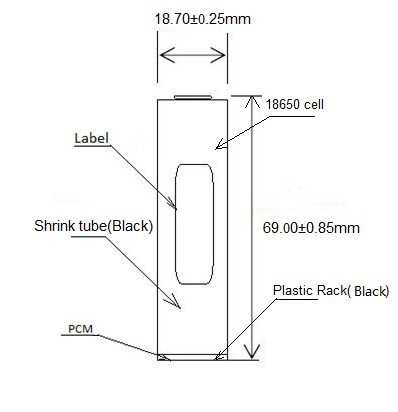 18.70±0.25mm
18650 cell
Label
Shrink tube(Black)
69.00±0.85mm
Plastic Rack( Black)
PCM